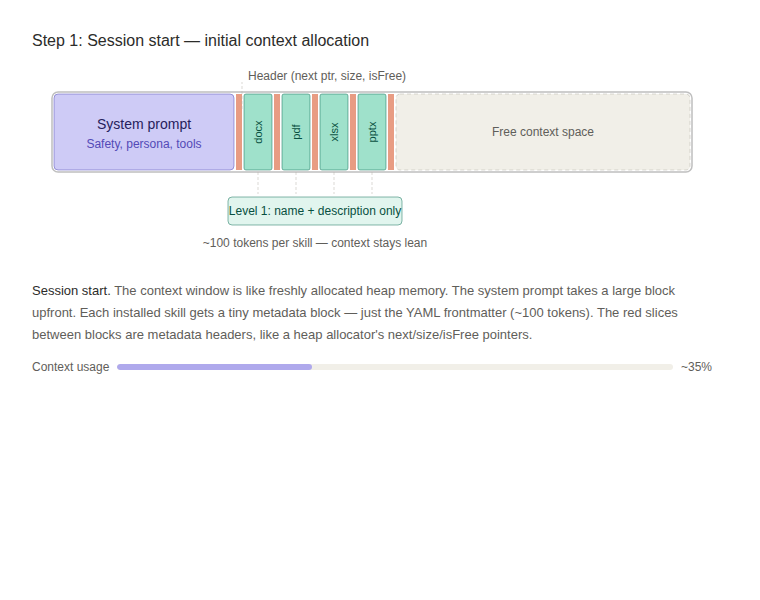 Step 1: Session start — initial context allocation
Header (next ptr, size, isFree)
System prompt
Safety, persona, tools
docx
pdf
xlsx
pptx
Free context space
Level 1: name + description only
~100 tokens per skill — context stays lean
Session start. The context window is like freshly allocated heap memory. The system prompt takes a large block
upfront. Each installed skill gets a tiny metadata block — just the YAML frontmatter (~100 tokens). The red slices
between blocks are metadata headers, like a heap allocator's next/size/isFree pointers.
Context usage ~35%